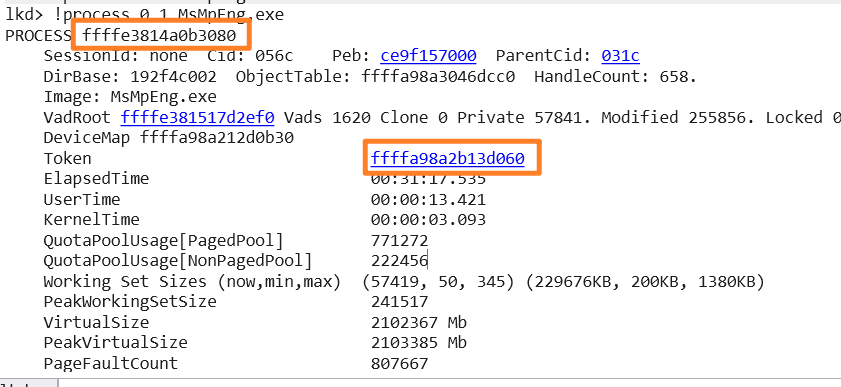 lkd> !process 0 1 MsMpEng.exe
PROCESS ffffe3814a0b3080
SessionId: none Cid: 056c Peb: ce9f157000 ParentCid: 031c
DirBase: 192f4c002 ObjectTable: ffffa98a3046dcc0 HandleCount: 658.
Image: MsMpEng.exe
VadRoot ffffe381517d2ef0 Vads 1620 Clone 0 Private 57841. Modified 255856. Locked 0
DeviceMap ffffa98a212d0b30
Token ffffa98a2b13d060
ElapsedTime 00:31:17.535
UserTime 00:00:13.421
KernelTime 00:00:03.093
QuotaPoolUsage[PagedPool] 771272
QuotaPoolUsage[NonPagedPool] 222456
Working Set Sizes (now,min,max) (57419, 50, 345) (229676KB, 200KB, 1380KB)
PeakWorkingSetSize 241517
VirtualSize 2102367 Mb
PeakVirtualSize 2103385 Mb
PageFaultCount 807667